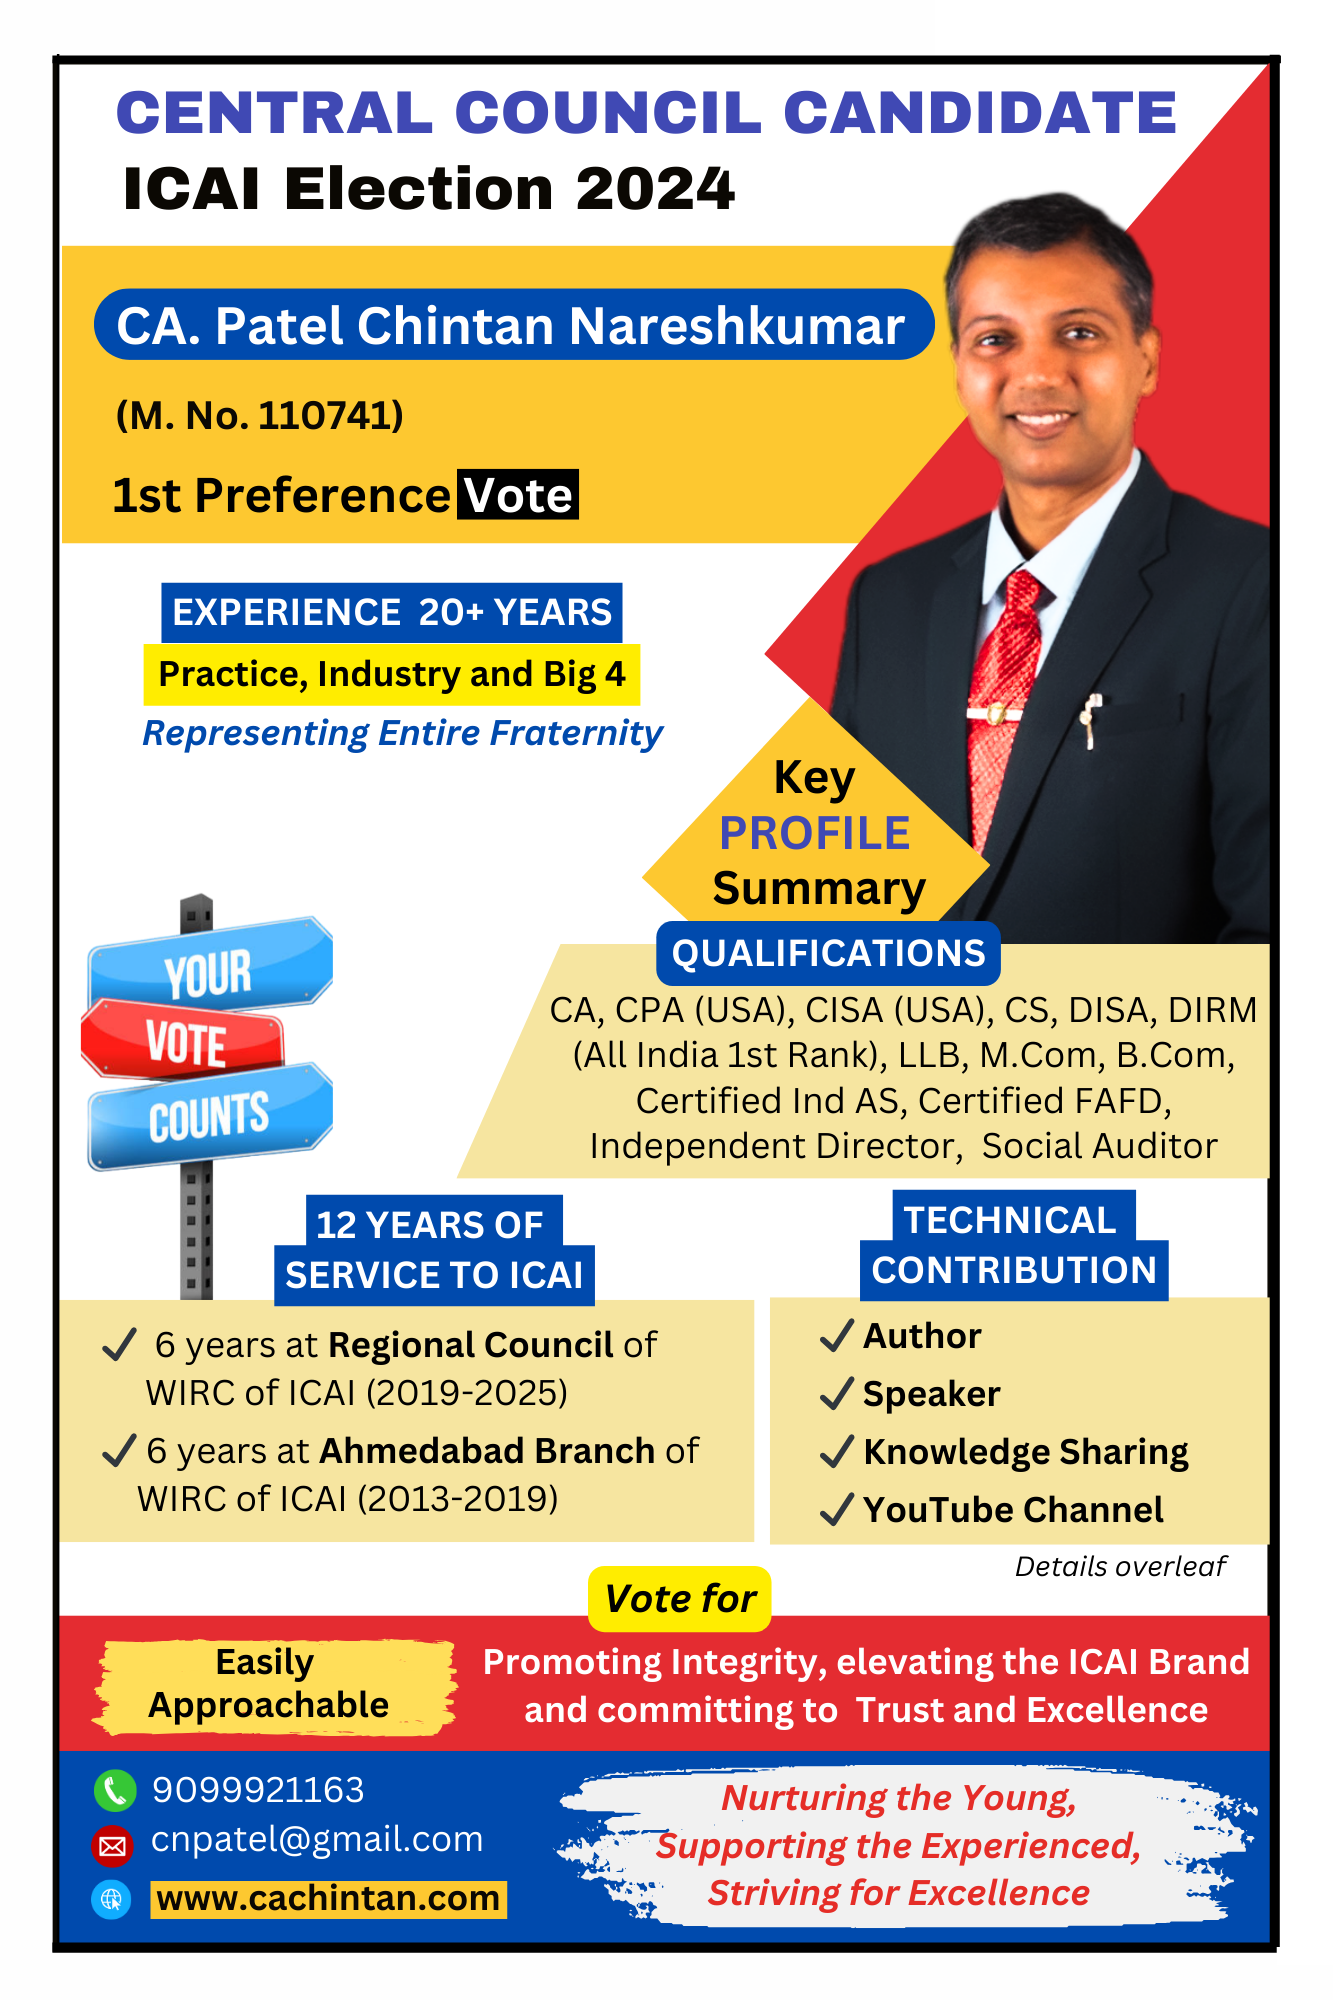 CENTRAL COUNCIL CANDIDATE
ICAI Election 2024
CA. Patel Chintan Nareshkumar
(M. No. 110741)
1st Preference Vote
EXPERIENCE 20+ YEARS
Practice, Industry and Big 4
Representing Entire Fraternity
Key
PROFILE
Summary
QUALIFICATIONS
CA, CPA (USA), CISA (USA), CS, DISA, DIRM
(All India 1st Rank), LLB, M.Com, B.Com,
Certified Ind AS, Certified FAFD,
Independent Director, Social Auditor
YOUR
VOTE
COUNTS
12 YEARS OF
SERVICE TO ICAI
6 years at Regional Council of
WIRC of ICAI (2019-2025)
6 years at Ahmedabad Branch of
WIRC of ICAI (2013-2019)
TECHNICAL
CONTRIBUTION
Author
Speaker
Knowledge Sharing
YouTube Channel
Details overleaf
Vote for
Easily
Approachable
Promoting Integrity, elevating the ICAI Brand
and committing to Trust and Excellence
9099921163
cnpatel@gmail.com
www.cachintan.com
Nurturing the Young,
Supporting the Experienced,
Striving for Excellence